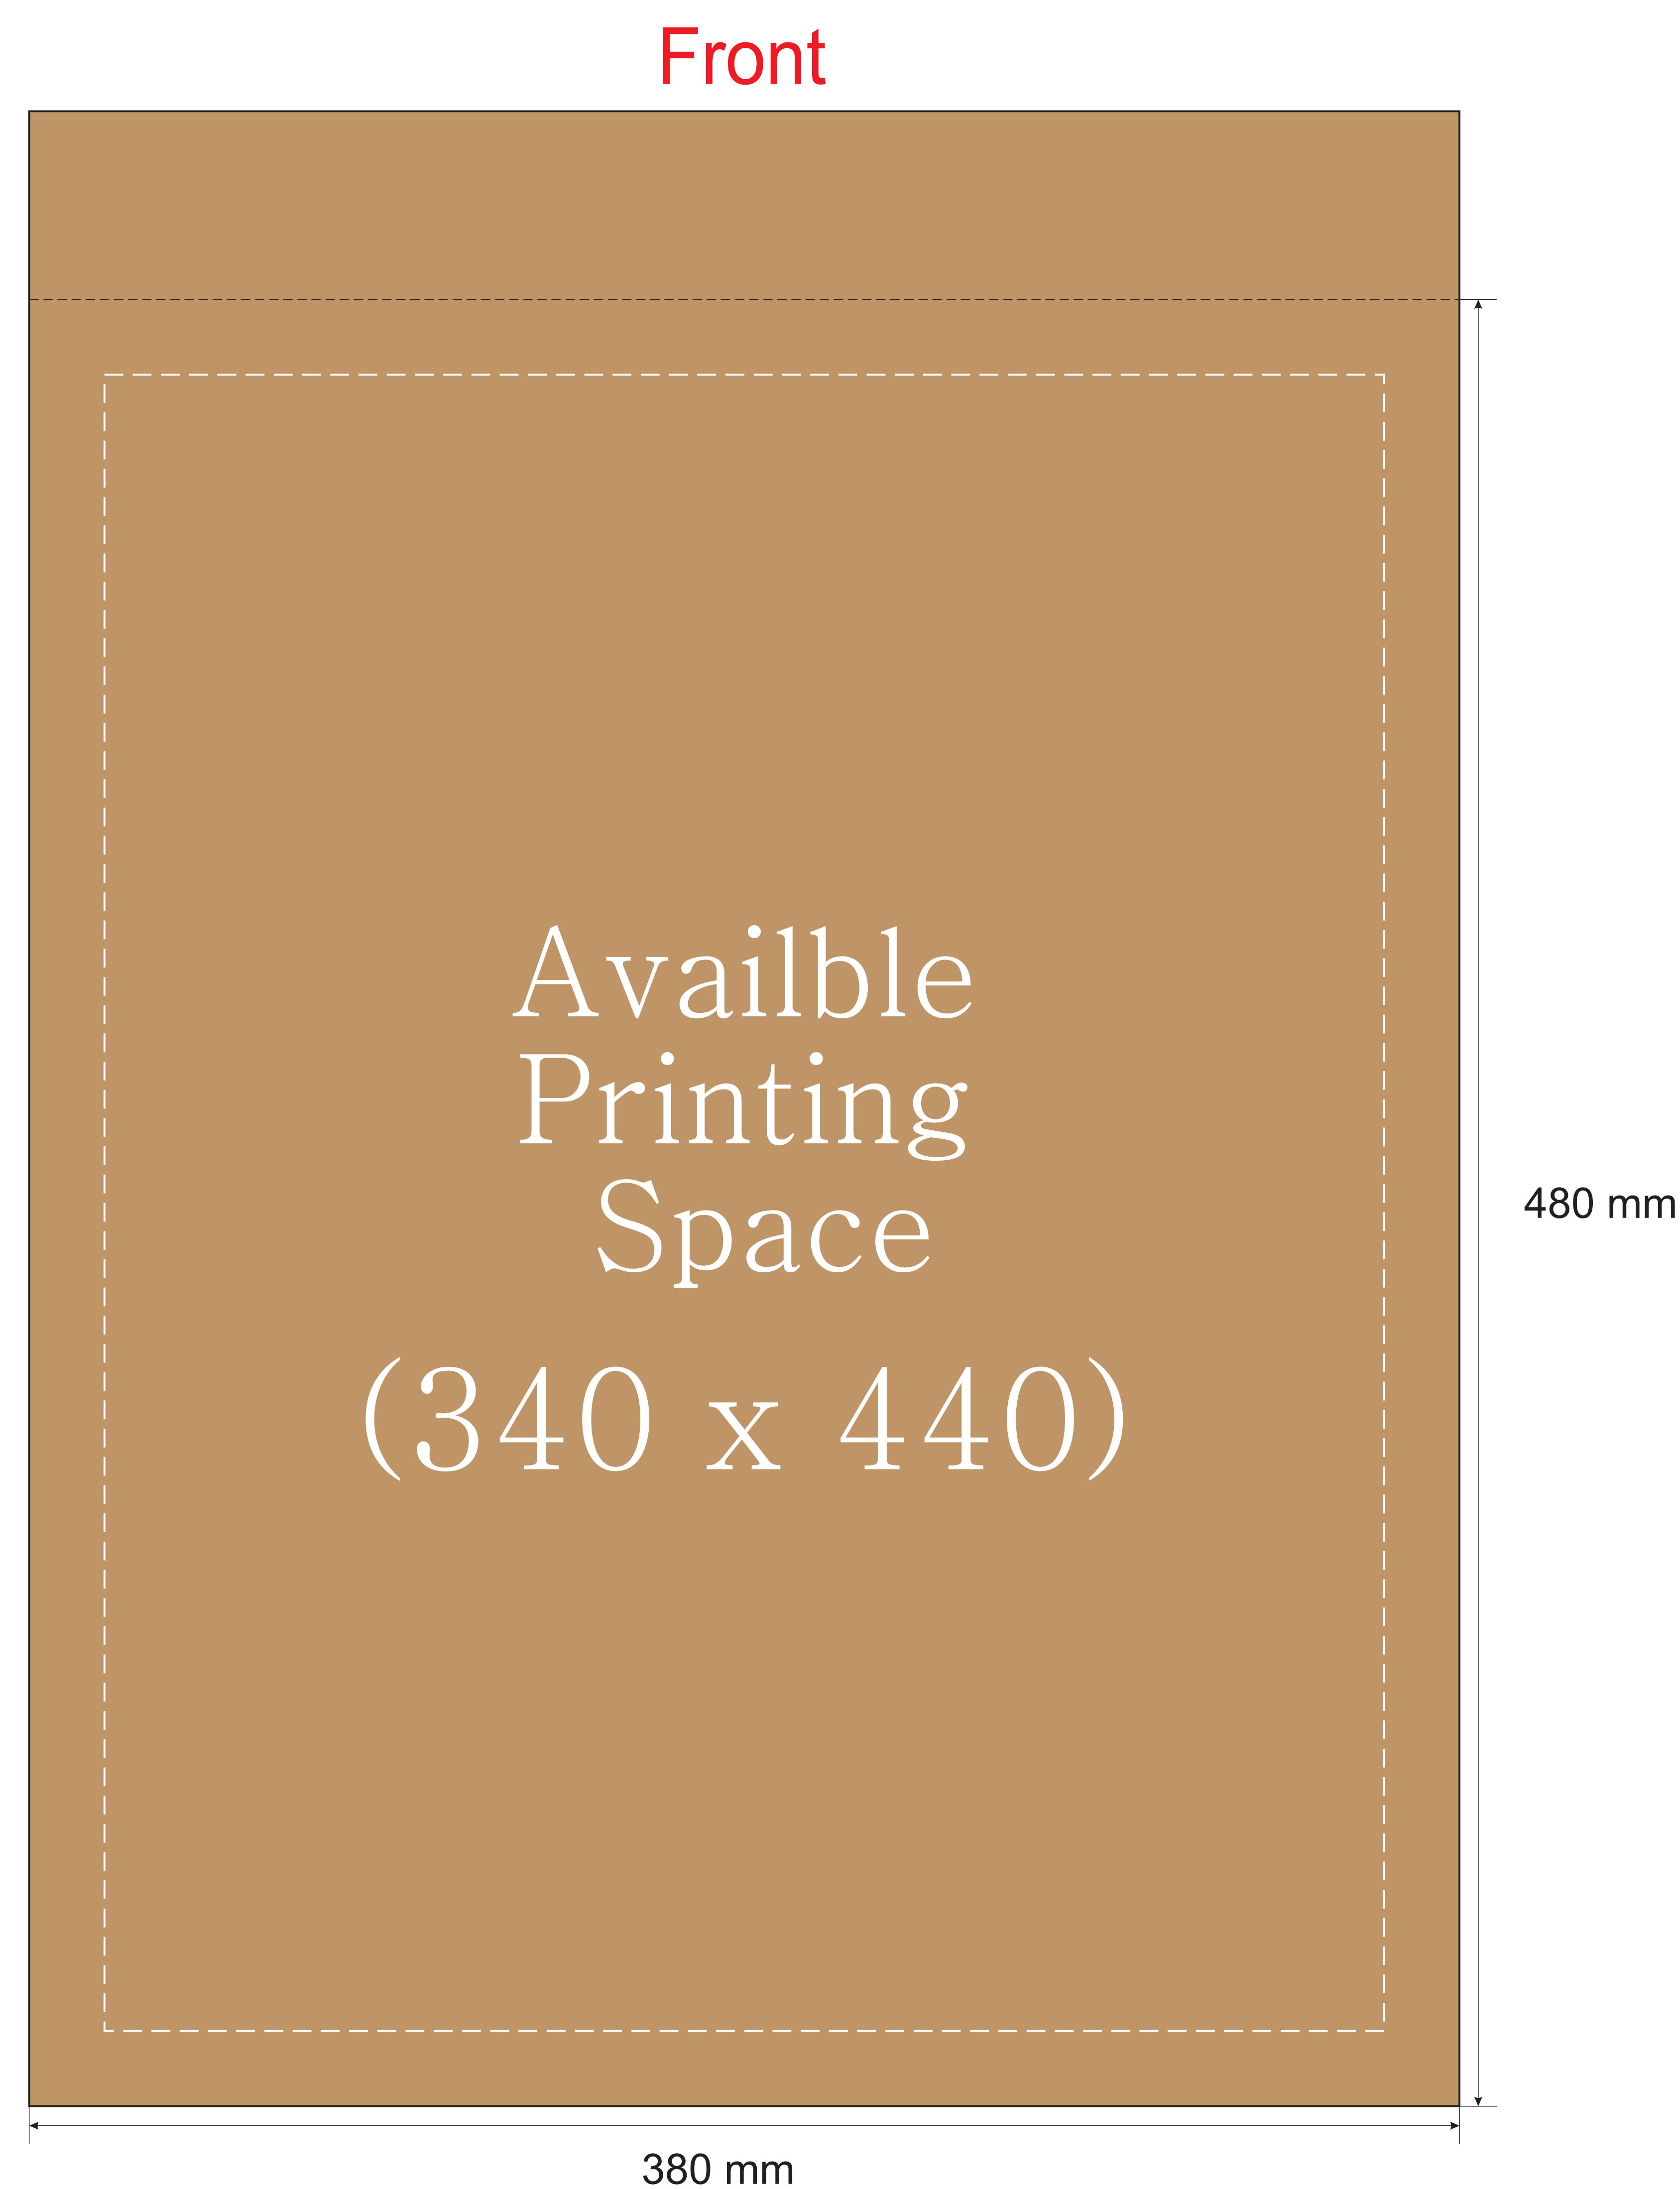 Front
Availble
Printing
Space
(340 x 440)
480 mm
380 mm